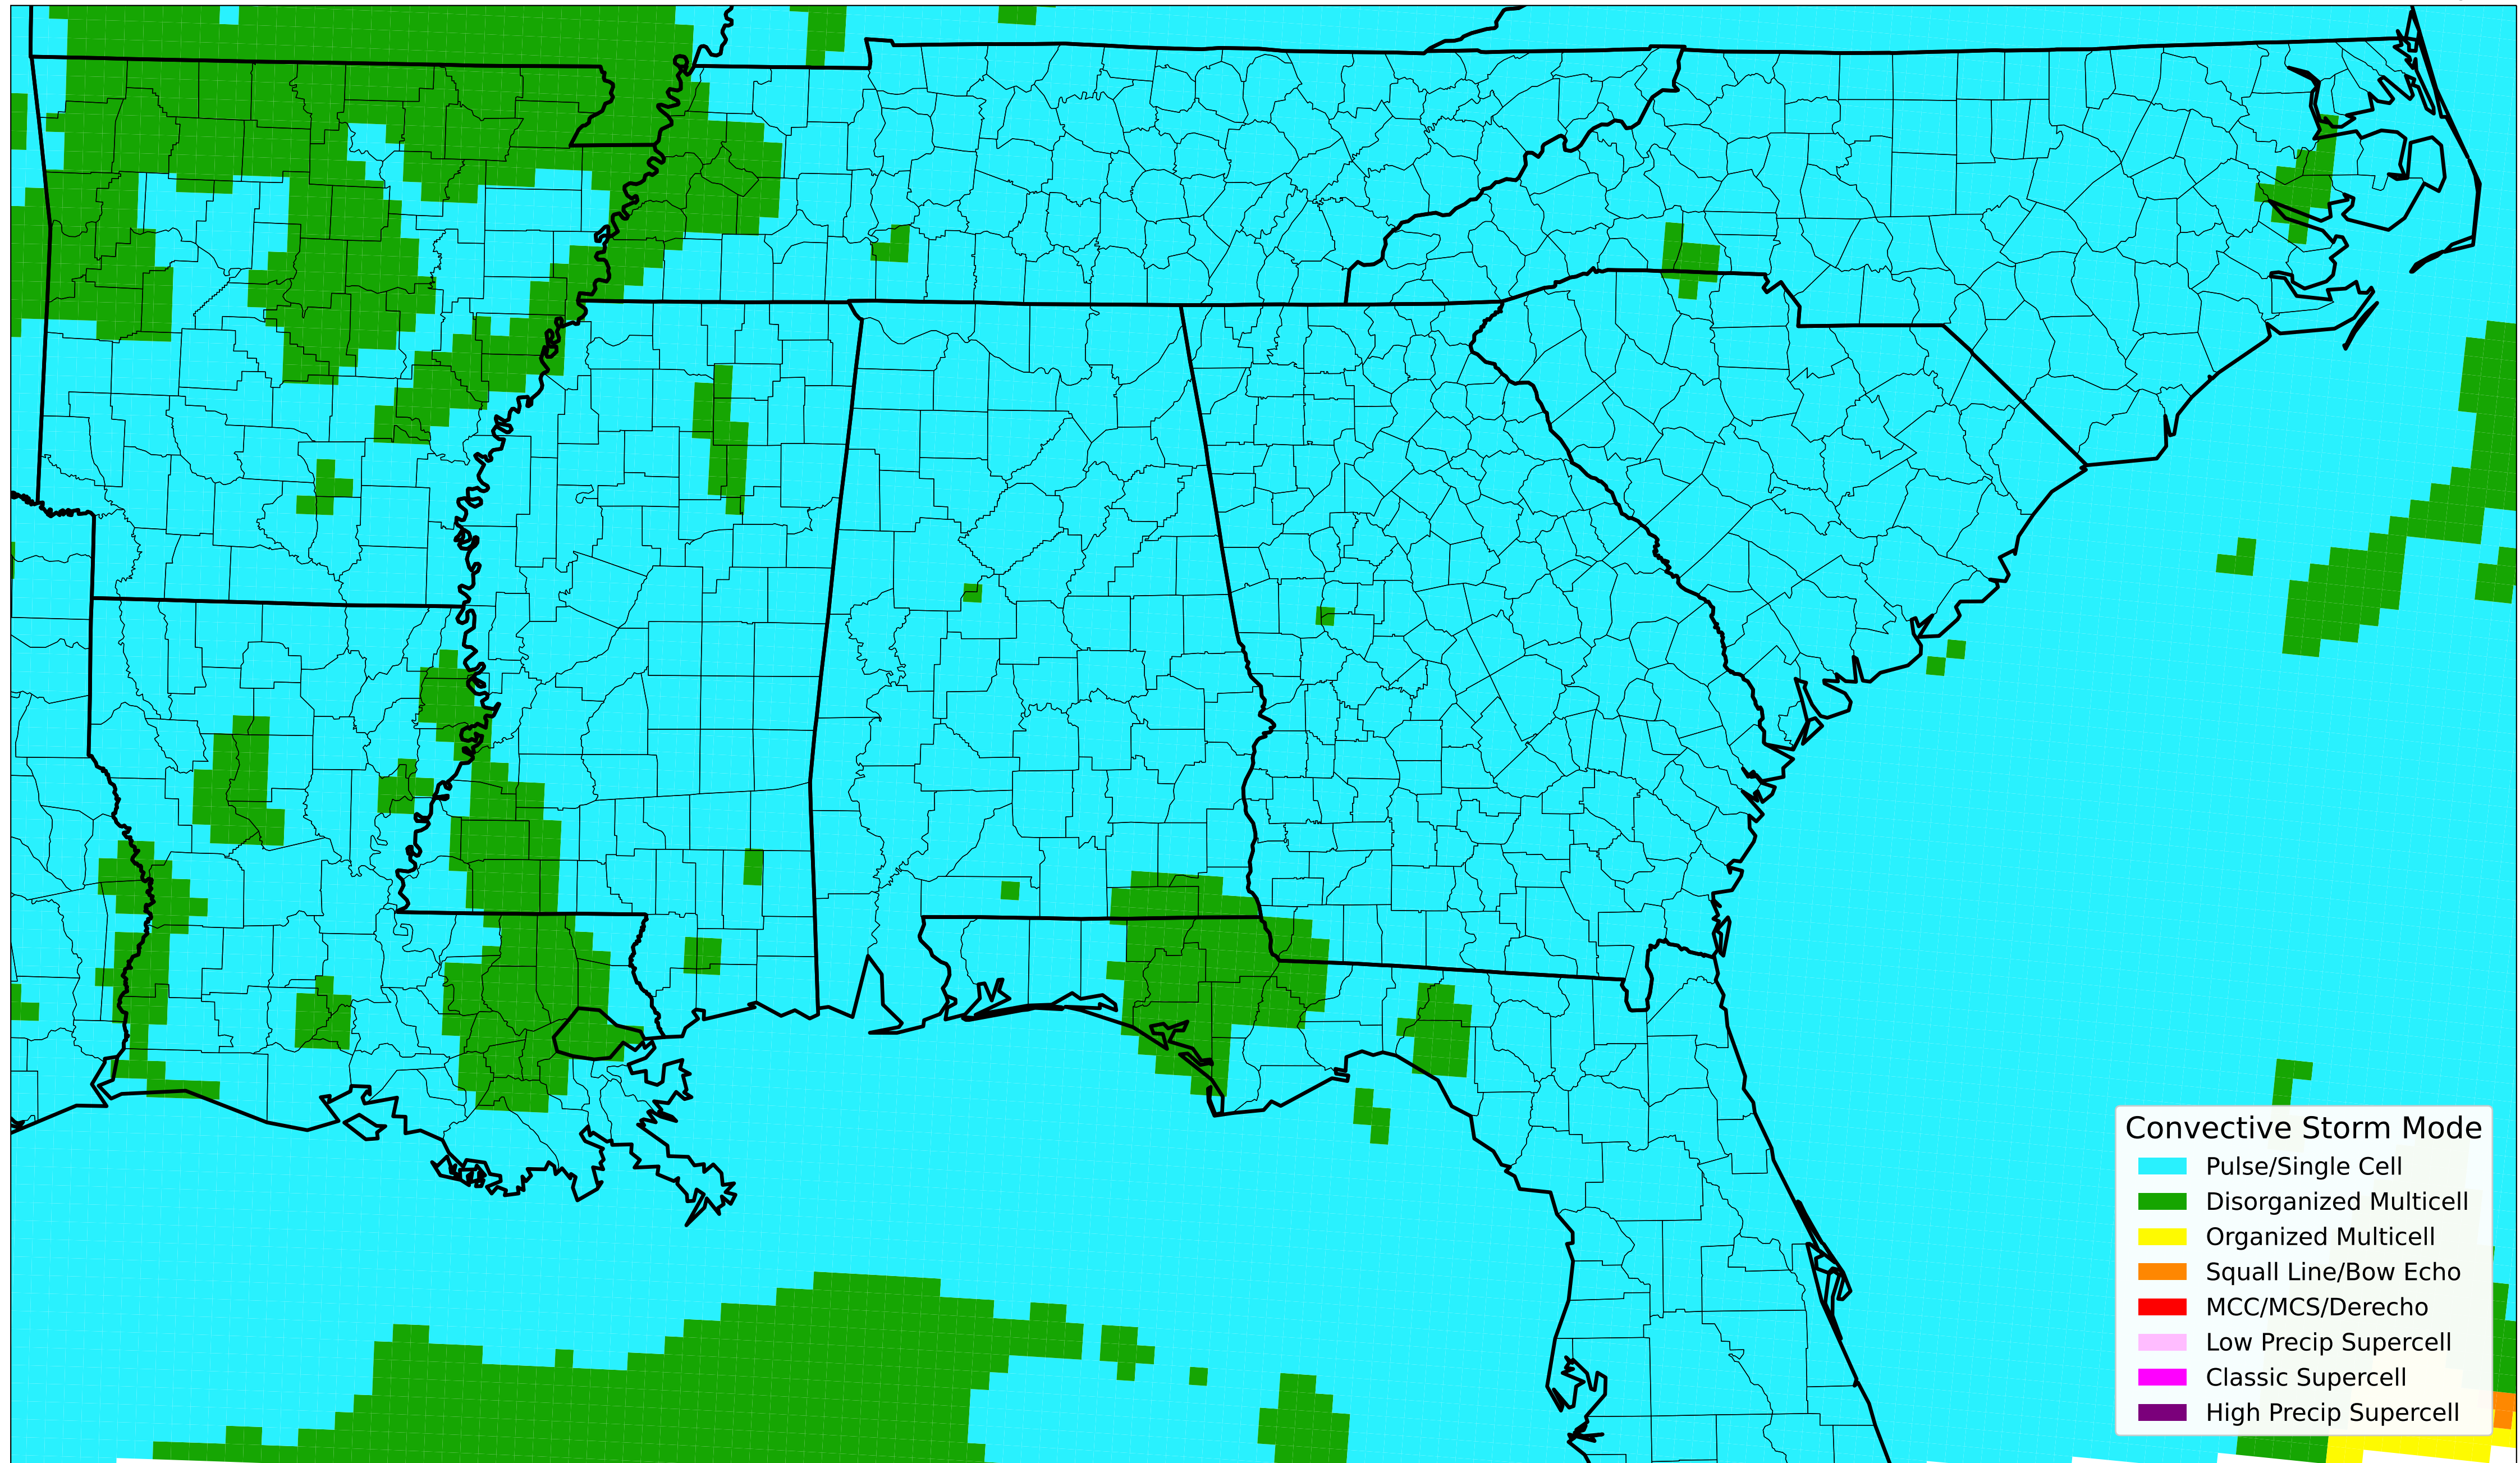 Convective Storm Mode
Pulse/Single Cell
Disorganized Multicell
Organized Multicell
Squall Line/Bow Echo
MCC/MCS/Derecho
Low Precip Supercell
Classic Supercell
High Precip Supercell